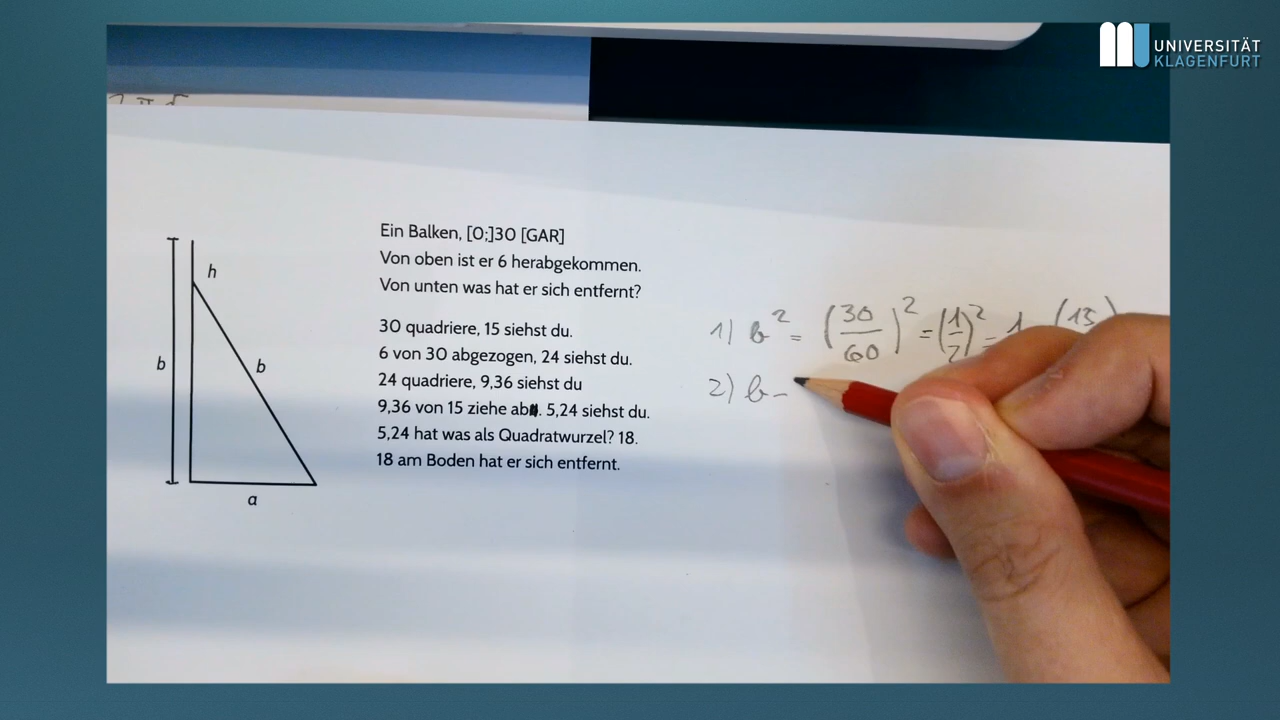 UNIVERSITÄT
KLAGENFURT
Ein Balken, [0;]30 [GAR]
Von oben ist er 6 herabgekommen.
Von unten was hat er sich entfernt?
30 quadriere, 15 siehst du.
6 von 30 abgezogen, 24 siehst du.
24 quadriere, 9,36 siehst du
9,36 von 15 ziehe ab. 5,24 siehst du.
5,24 hat was als Quadratwurzel? 18.
18 am Boden hat er sich entfernt.
h
b
b
a
1) b² = (30/60)² = (1/2)² = 1 (15)
2) b -